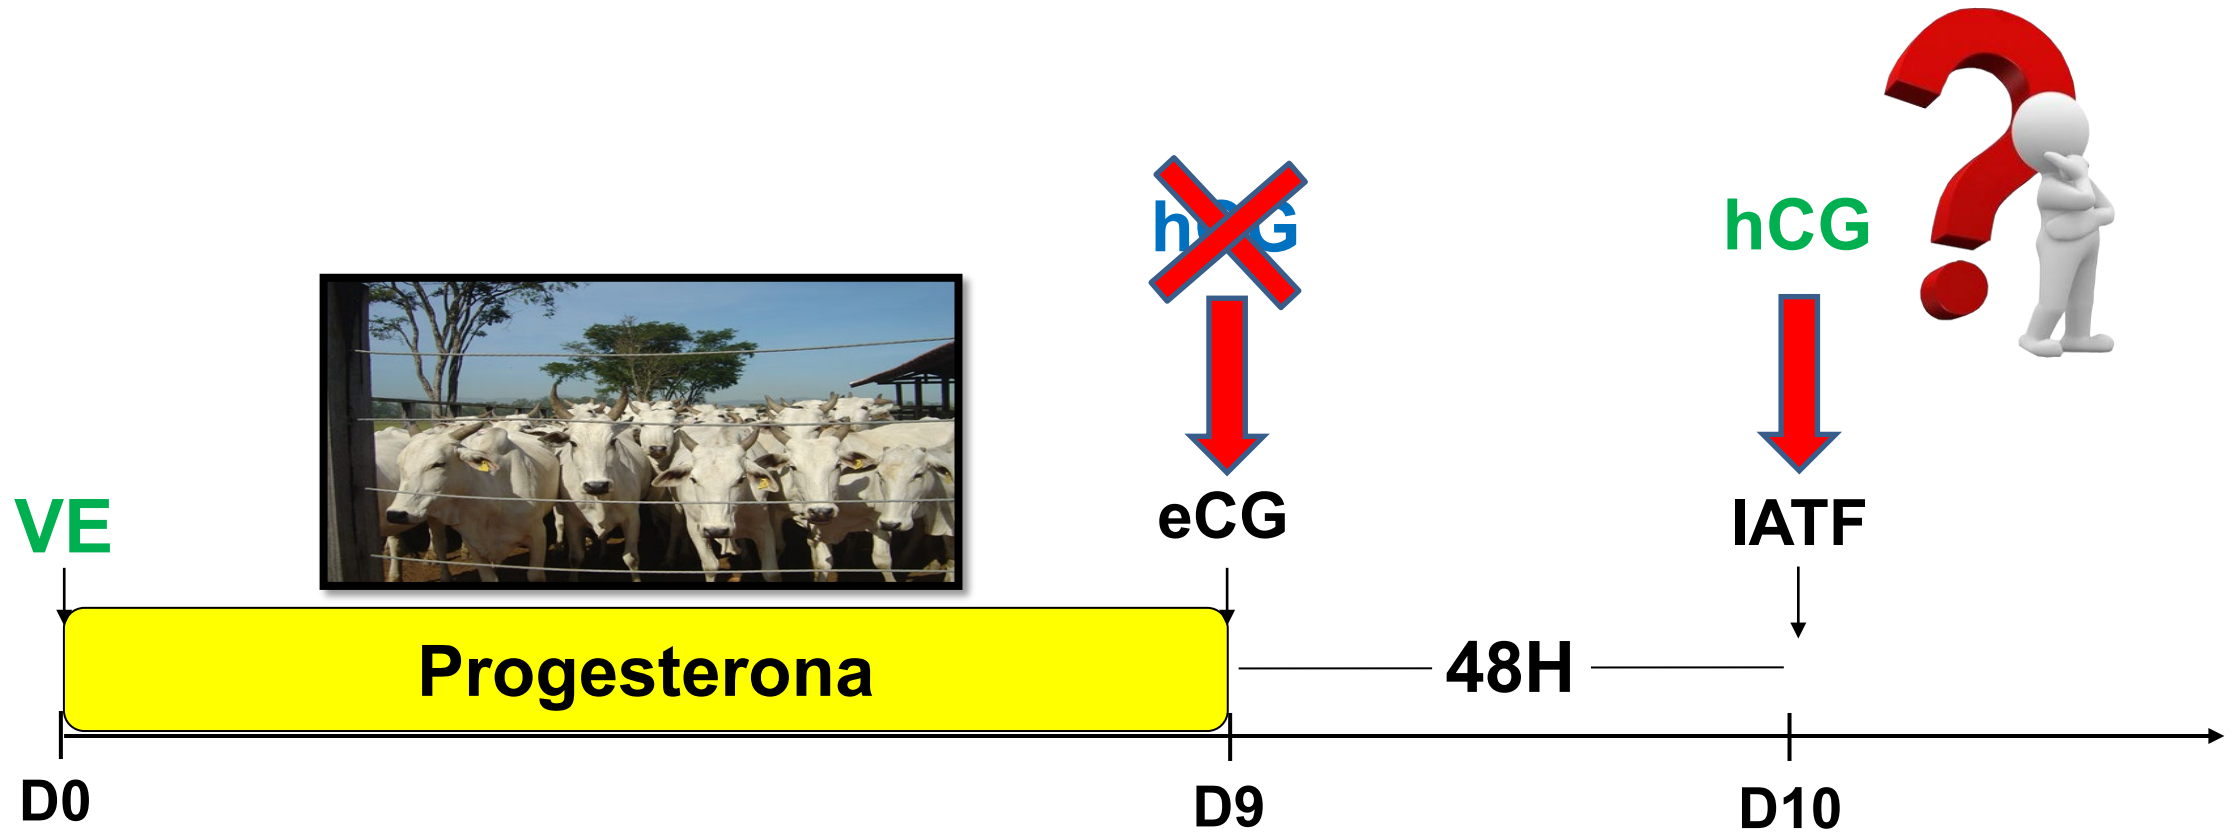 hCG
hCG
VE
eCG
IATF
Progesterona
48H
D0
D9
D10